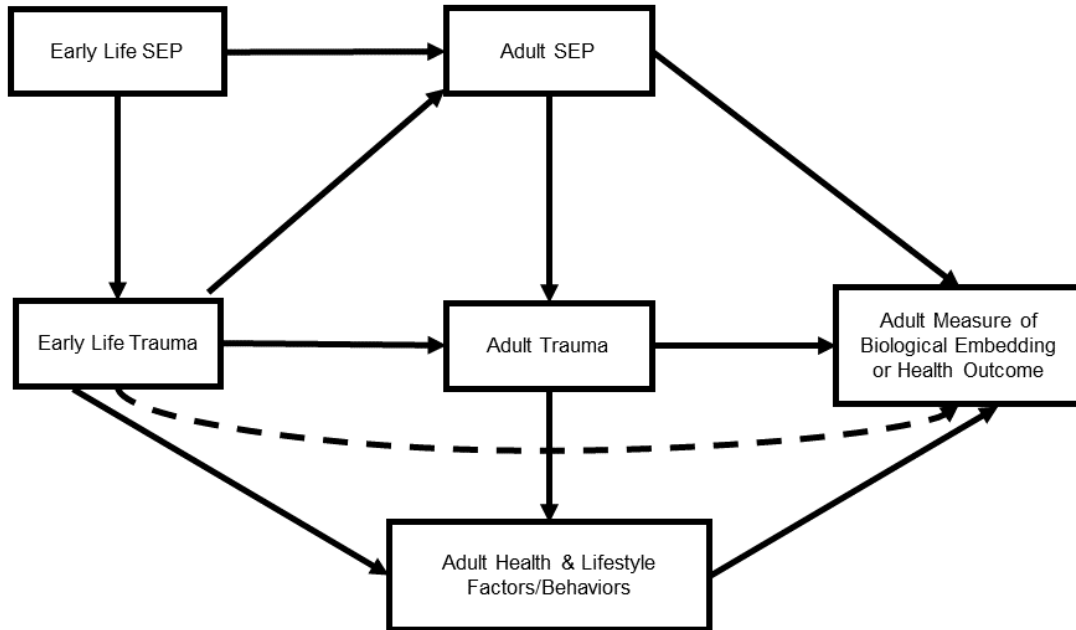 Early Life SEP
Adult SEP
Early Life Trauma
Adult Trauma
Adult Measure of
Biological Embedding
or Health Outcome
Adult Health & Lifestyle
Factors/Behaviors